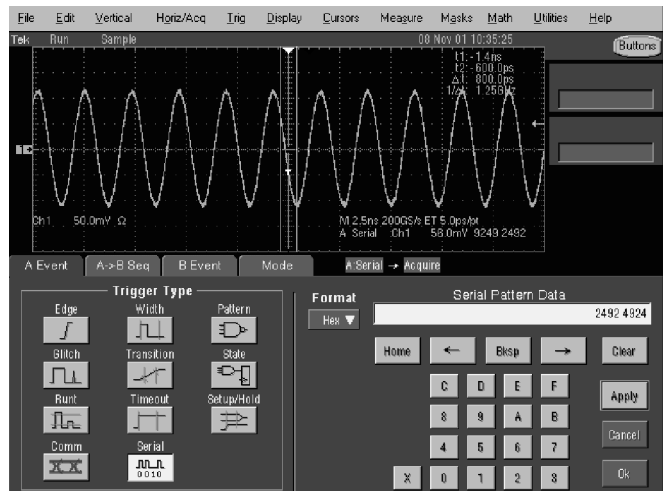 File Edit Vertical Horiz/Acq Trig Display Cursors Measure Masks Math Utilities Help
Tek Run Sample 08 Nov 01 10:35:25
Buttons
t1: -1.4ns
t2: -600.0ps
Δt: 800.0ps
1/Δt: 1.25GHz
1
Ch1 50.0mV Ω
M 2.5ns 200GS/s ET 5.0ps/pt
A Serial Ch1 56.0mV 9249 2492
A Event A->B Seq B Event Mode A:Serial → Acquire
Trigger Type
Edge Width Pattern
Glitch Transition State
Runt Timeout Setup/Hold
Comm Serial
0010
Format
Hex
Serial Pattern Data
2492 4924
Home ← Bksp → Clear
C D E F
Apply
8 9 A B
Cancel
4 5 6 7
X 0 1 2 3
Ok